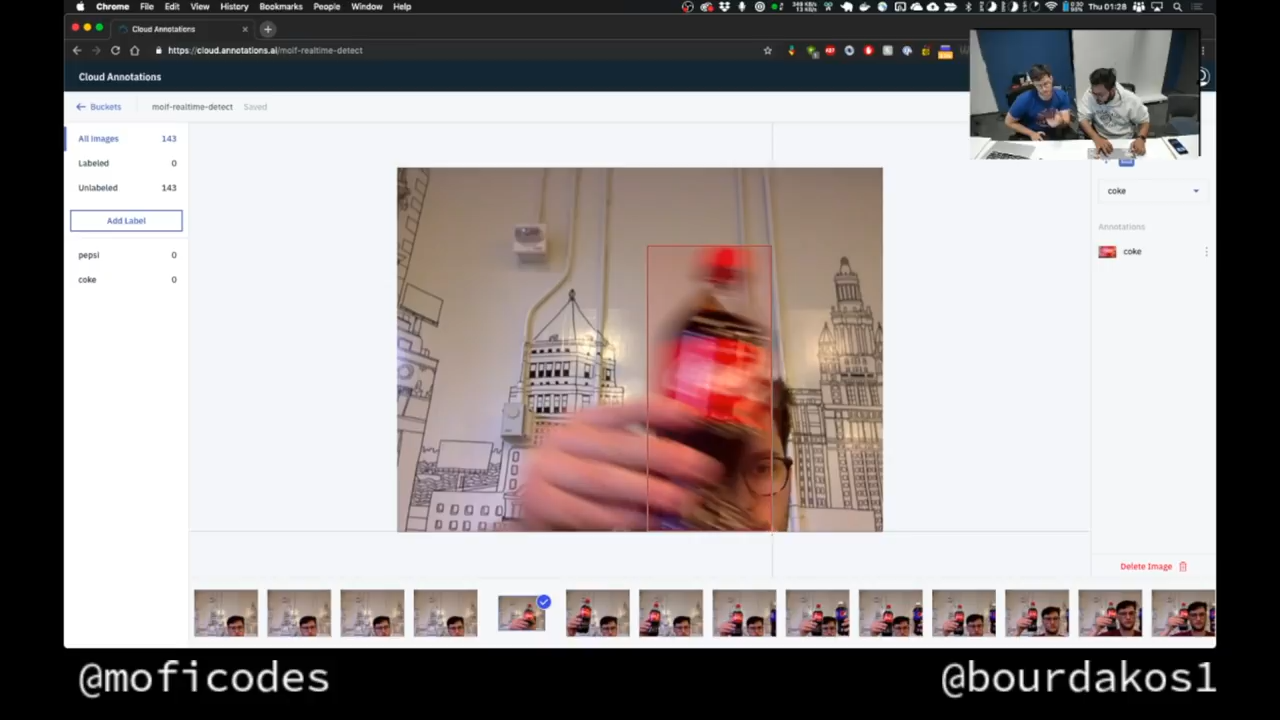 Chrome File Edit View History Bookmarks People Window Help
Thu 01:28
Cloud Annotations
https://cloud.annotations.ai/mofi-realtime-detect
Cloud Annotations
Buckets
mofi-realtime-detect
Saved
All Images 143
Labeled 0
Unlabeled 143
Add Label
pepsi 0
coke 0
coke
Annotations
coke
Delete Image
@moficodes
@bourdakos1